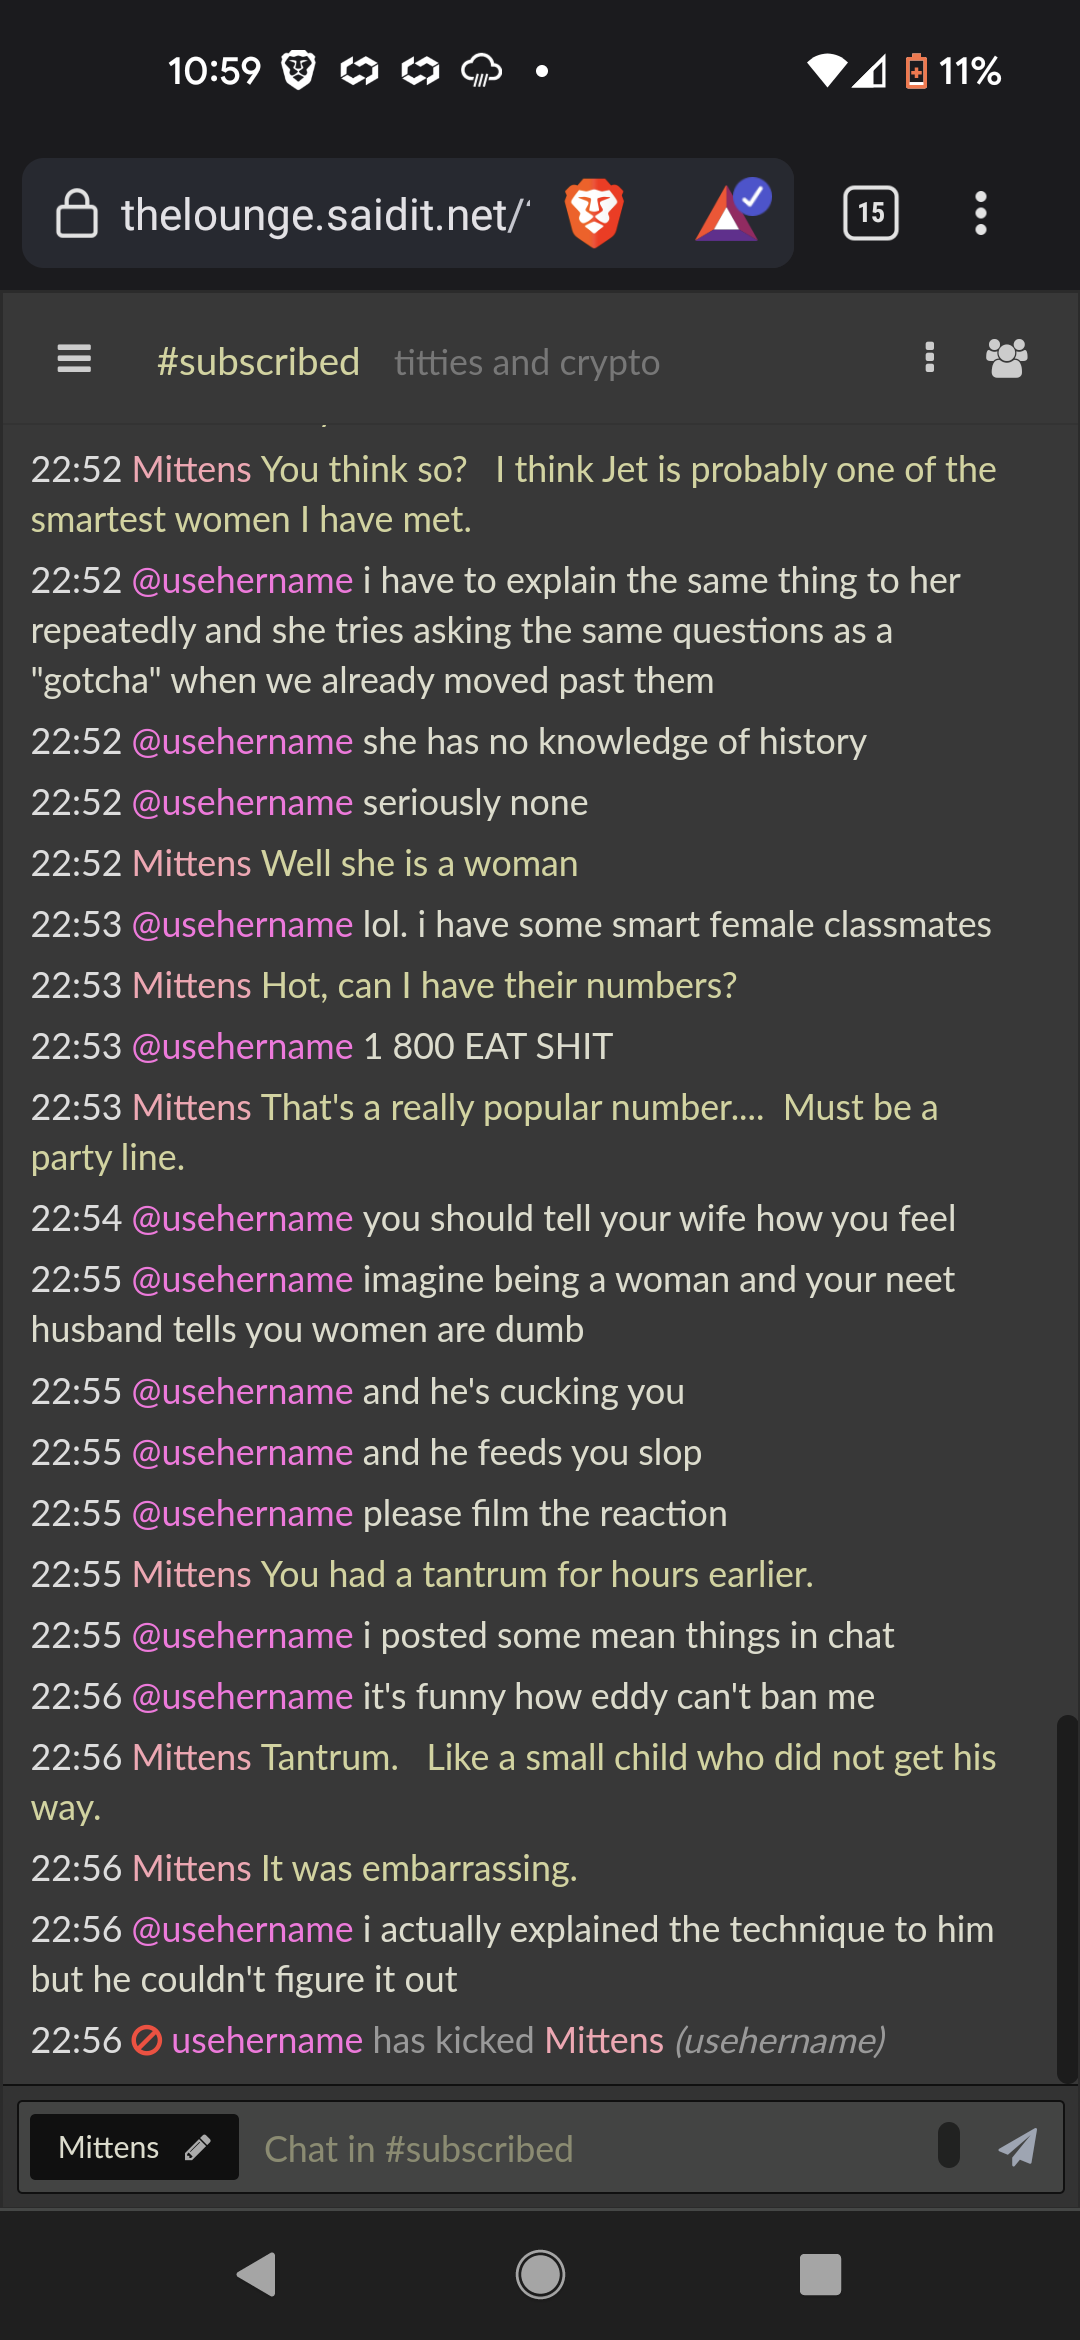 10:59 11%
thelounge.saidit.net/ 15
#subscribed titties and crypto
22:52 Mittens You think so? I think Jet is probably one of the
smartest women I have met.
22:52 @usehername i have to explain the same thing to her
repeatedly and she tries asking the same questions as a
"gotcha" when we already moved past them
22:52 @usehername she has no knowledge of history
22:52 @usehername seriously none
22:52 Mittens Well she is a woman
22:53 @usehername lol. i have some smart female classmates
22:53 Mittens Hot, can I have their numbers?
22:53 @usehername 1 800 EAT SHIT
22:53 Mittens That's a really popular number.... Must be a
party line.
22:54 @usehername you should tell your wife how you feel
22:55 @usehername imagine being a woman and your neet
husband tells you women are dumb
22:55 @usehername and he's cucking you
22:55 @usehername and he feeds you slop
22:55 @usehername please film the reaction
22:55 Mittens You had a tantrum for hours earlier.
22:55 @usehername i posted some mean things in chat
22:56 @usehername it's funny how eddy can't ban me
22:56 Mittens Tantrum. Like a small child who did not get his
way.
22:56 Mittens It was embarrassing.
22:56 @usehername i actually explained the technique to him
but he couldn't figure it out
22:56 usehername has kicked Mittens (usehername)
Mittens Chat in #subscribed